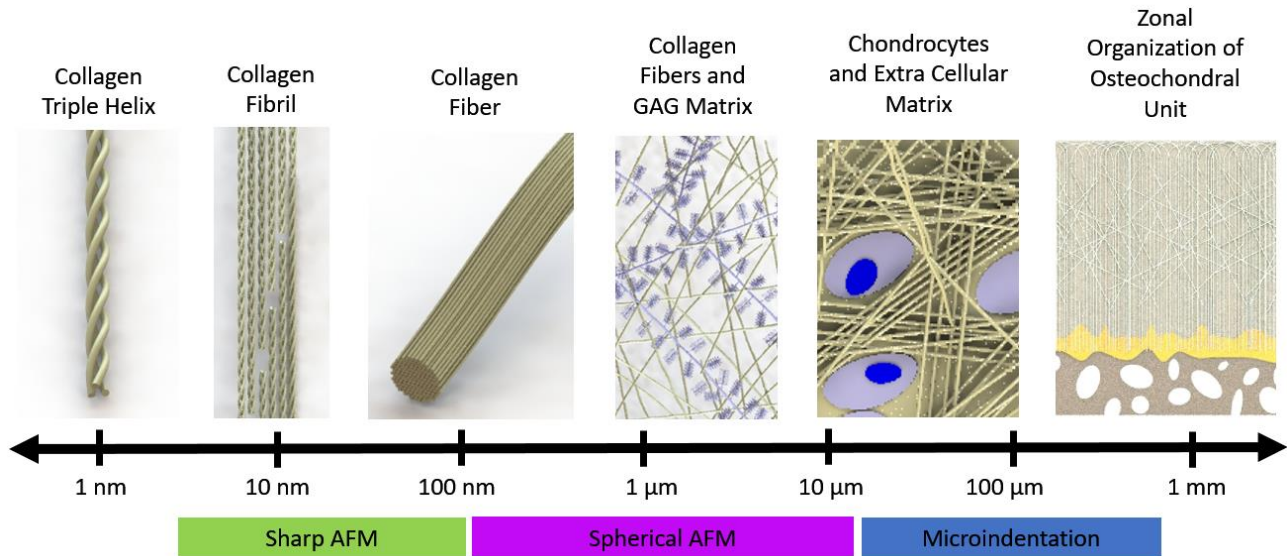 Collagen
Triple Helix
Collagen
Fibril
Collagen
Fiber
Collagen
Fibers and
GAG Matrix
Chondrocytes
and Extra Cellular
Matrix
Zonal
Organization of
Osteochondral
Unit
1 nm
10 nm
100 nm
1 µm
10 µm
100 µm
1 mm
Sharp AFM
Spherical AFM
Microindentation